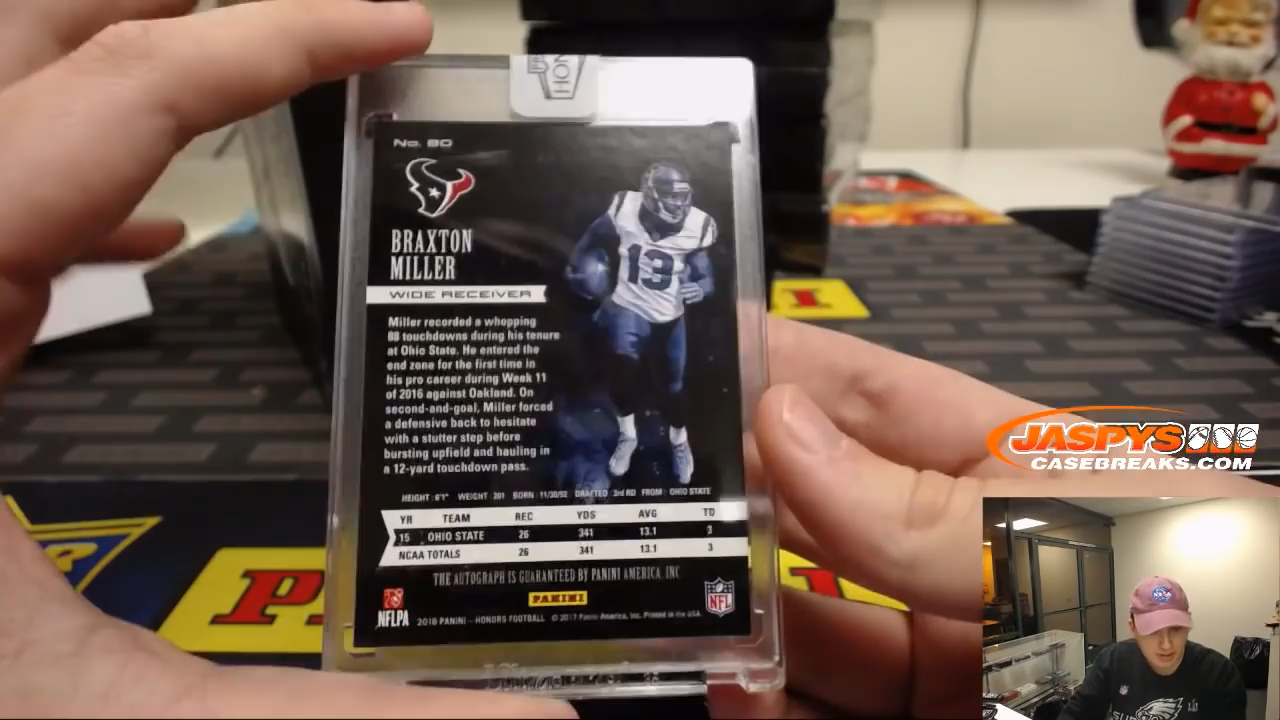 HON
No. 80
BRAXTON
MILLER
WIDE RECEIVER
13
Miller recorded a whopping
88 touchdowns during his tenure
at Ohio State. He entered the
end zone for the first time in
his pro career during Week 11
of 2016 against Oakland. On
second-and-goal, Miller forced
a defensive back to hesitate
with a stutter step before
bursting upfield and hauling in
a 12-yard touchdown pass.
HEIGHT: 6'1" WEIGHT: 201 BORN: 11/30/92 DRAFTED: 3rd RD FROM: OHIO STATE
YR TEAM REC YDS AVG TD
15 OHIO STATE 26 341 13.1 3
NCAA TOTALS 26 341 13.1 3
THE AUTOGRAPH IS GUARANTEED BY PANINI AMERICA, INC.
PANINI
NFLPA
NFL
2016 PANINI – HONORS FOOTBALL © 2017 Panini America, Inc. Printed in the USA
JASPYS
CASEBREAKS.COM